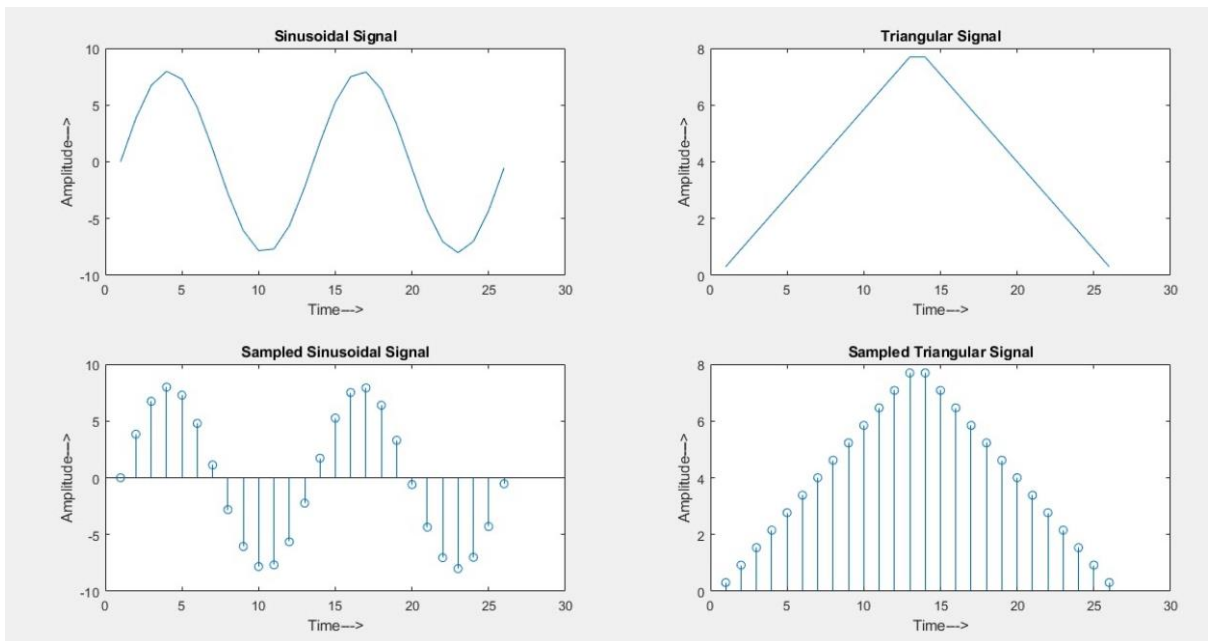 Sinusoidal Signal
10
5
0
-5
-10
Amplitude--->
0 5 10 15 20 25 30
Time--->
Triangular Signal
8
6
4
2
0
Amplitude--->
0 5 10 15 20 25 30
Time--->
Sampled Sinusoidal Signal
10
5
0
-5
-10
Amplitude--->
0 5 10 15 20 25 30
Time--->
Sampled Triangular Signal
8
6
4
2
0
Amplitude--->
0 5 10 15 20 25 30
Time--->